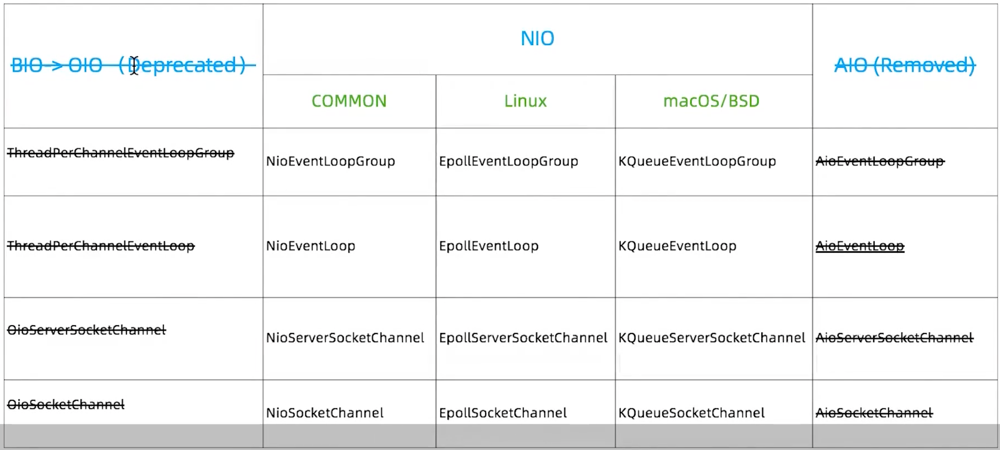 BIO -> OIO （Deprecated）
NIO
AIO (Removed)
COMMON
Linux
macOS/BSD
ThreadPerChannelEventLoopGroup
NioEventLoopGroup
EpollEventLoopGroup
KQueueEventLoopGroup
AioEventLoopGroup
ThreadPerChannelEventLoop
NioEventLoop
EpollEventLoop
KQueueEventLoop
AioEventLoop
OioServerSocketChannel
NioServerSocketChannel
EpollServerSocketChannel
KQueueServerSocketChannel
AioServerSocketChannel
OioSocketChannel
NioSocketChannel
EpollSocketChannel
KQueueSocketChannel
AioSocketChannel